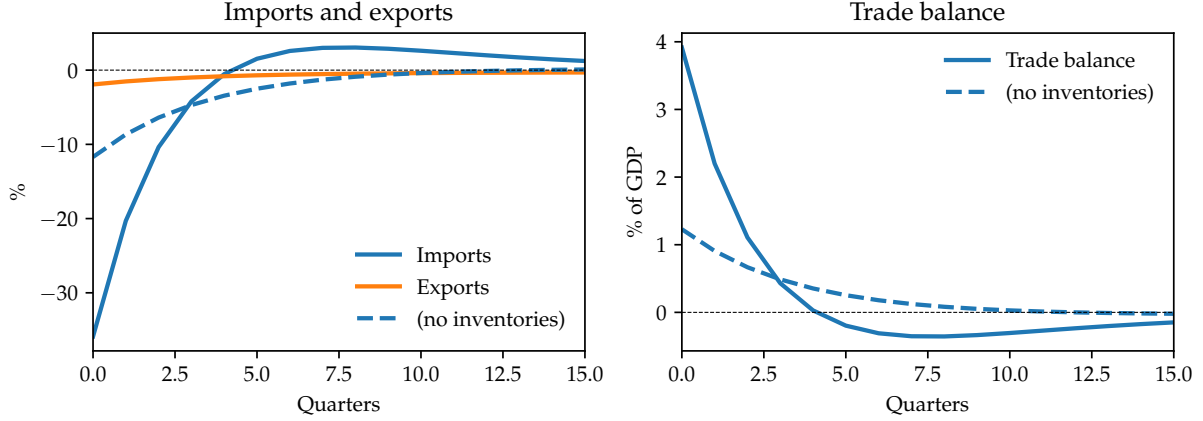 Imports and exports
%
0
−10
−20
−30
Imports
Exports
(no inventories)
0.0 2.5 5.0 7.5 10.0 12.5 15.0
Quarters
Trade balance
% of GDP
4
3
2
1
0
Trade balance
(no inventories)
0.0 2.5 5.0 7.5 10.0 12.5 15.0
Quarters